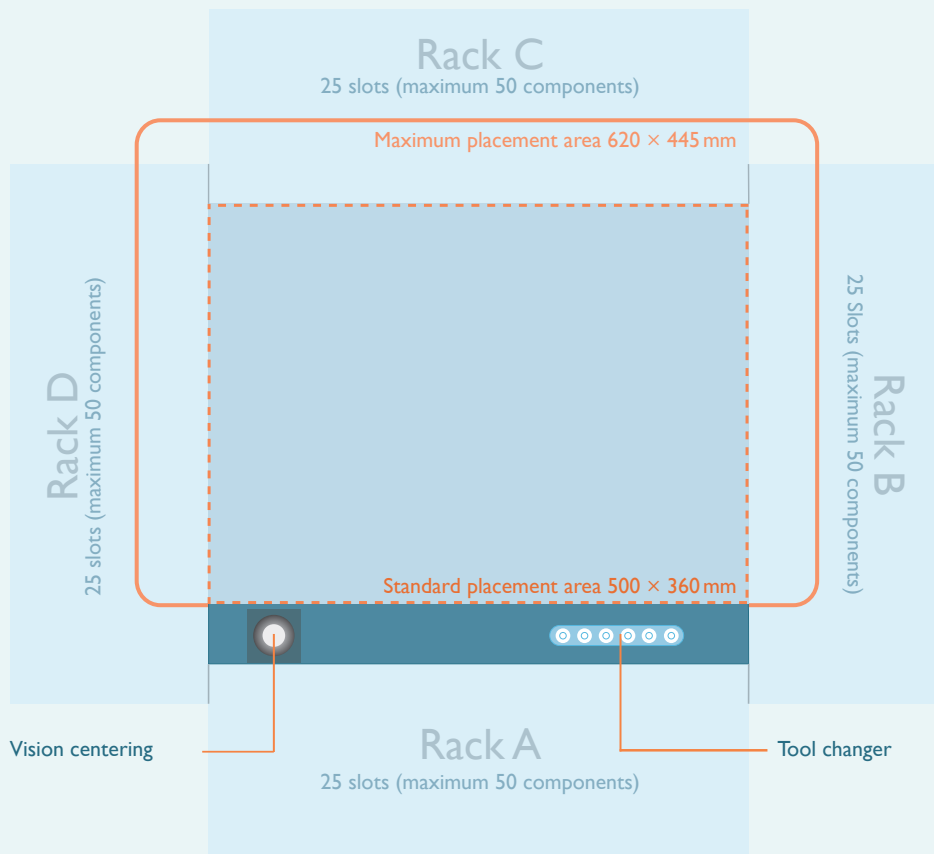 Rack C
25 slots (maximum 50 components)
Maximum placement area 620 × 445 mm
Rack D
25 slots (maximum 50 components)
25 Slots (maximum 50 components)
Rack B
Standard placement area 500 × 360 mm
Vision centering
Rack A
25 slots (maximum 50 components)
Tool changer